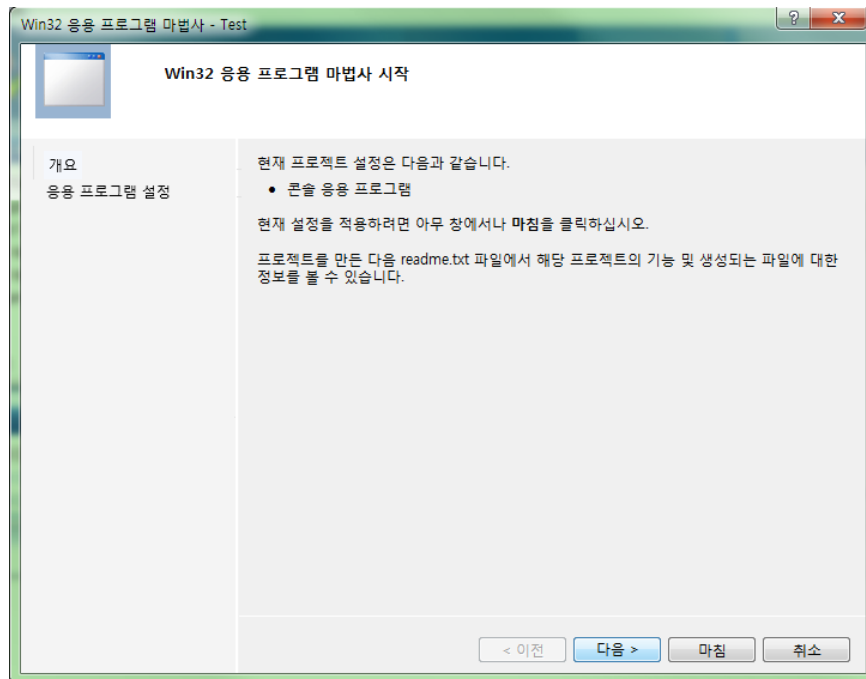 Win32 응용 프로그램 마법사 - Test
?
X
Win32 응용 프로그램 마법사 시작
개요
응용 프로그램 설정
현재 프로젝트 설정은 다음과 같습니다.
• 콘솔 응용 프로그램
현재 설정을 적용하려면 아무 창에서나 마침을 클릭하십시오.
프로젝트를 만든 다음 readme.txt 파일에서 해당 프로젝트의 기능 및 생성되는 파일에 대한
정보를 볼 수 있습니다.
< 이전
다음 >
마침
취소